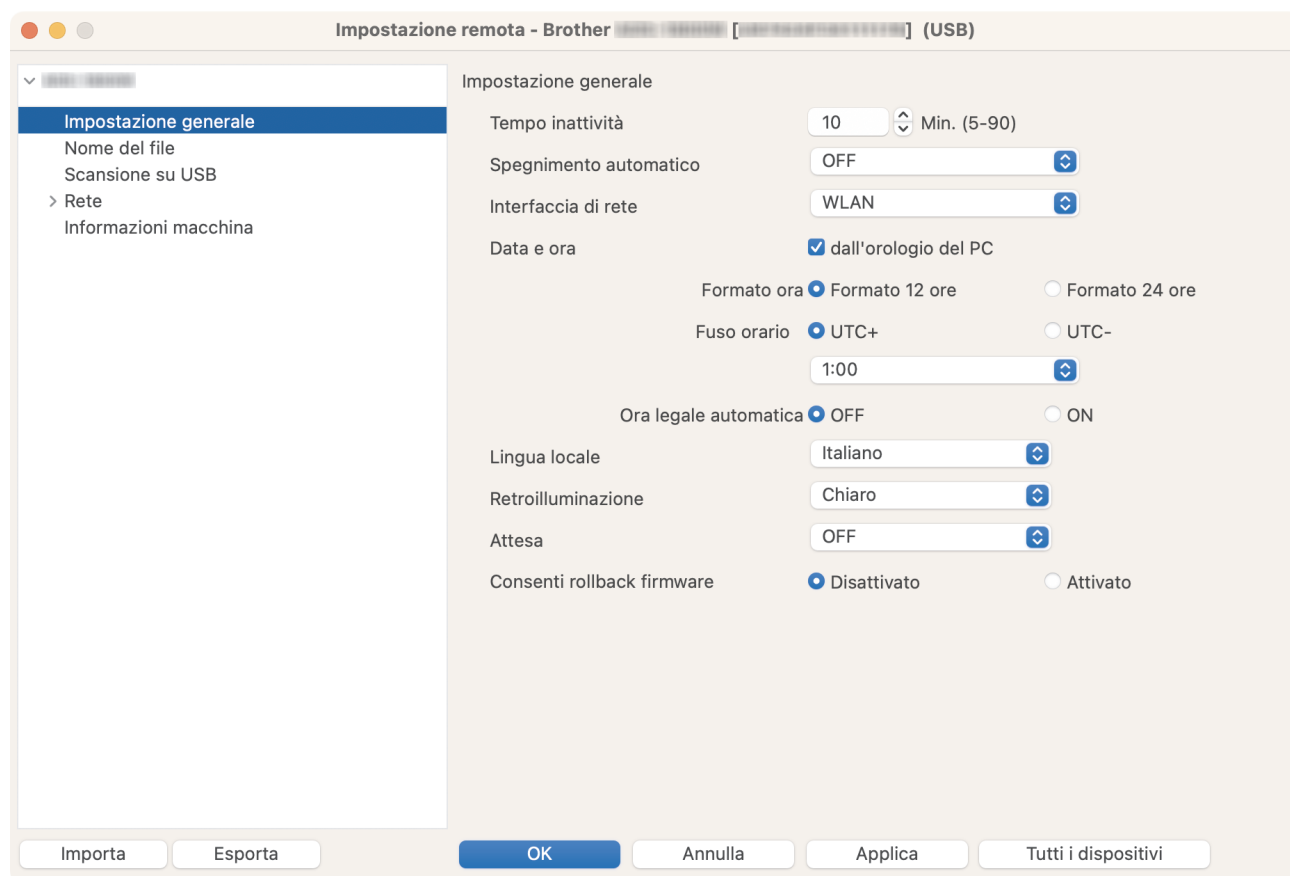 Impostazione remota - Brother [ ] (USB)
Impostazione generale
Nome del file
Scansione su USB
Rete
Informazioni macchina
Impostazione generale
Tempo inattività 10 Min. (5-90)
Spegnimento automatico OFF
Interfaccia di rete WLAN
Data e ora dall'orologio del PC
Formato ora Formato 12 ore Formato 24 ore
Fuso orario UTC+ UTC-
1:00
Ora legale automatica OFF ON
Lingua locale Italiano
Retroilluminazione Chiaro
Attesa OFF
Consenti rollback firmware Disattivato Attivato
Importa Esporta OK Annulla Applica Tutti i dispositivi